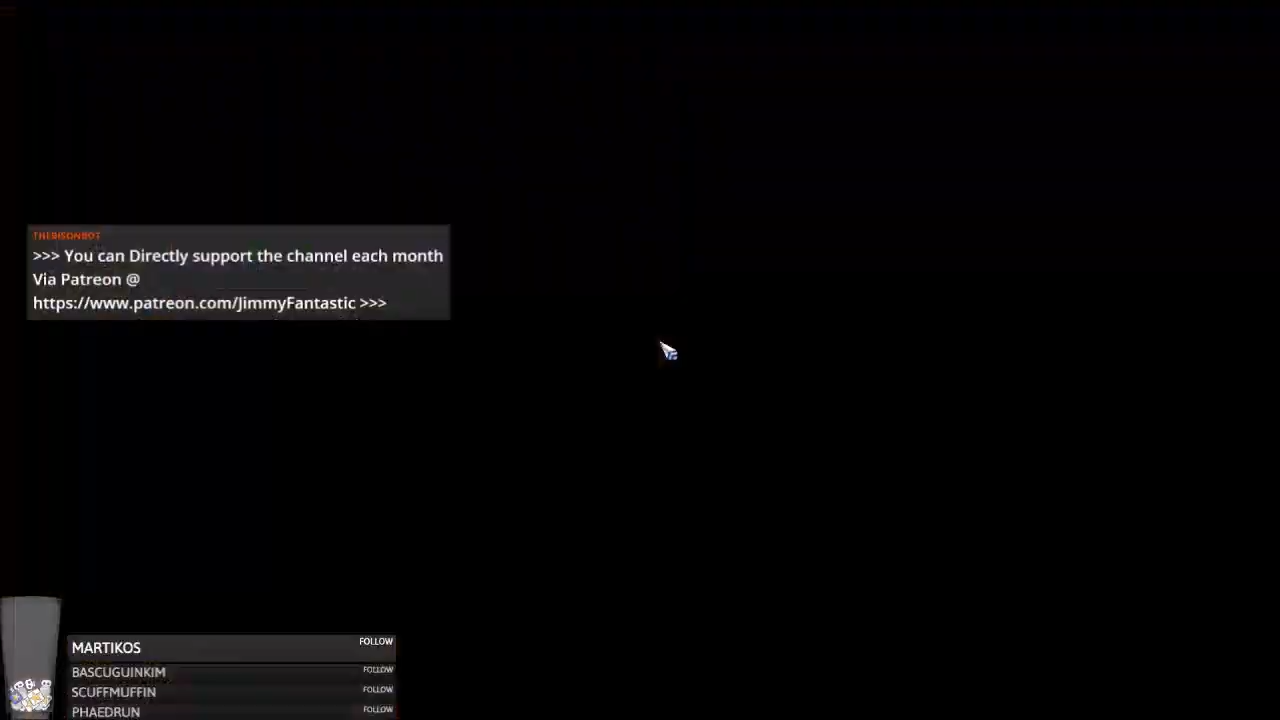 THEBISONBOT
>>> You can Directly support the channel each month
Via Patreon @
https://www.patreon.com/JimmyFantastic >>>
MARTIKOS FOLLOW
BASCUGUINKIM FOLLOW
SCUFFMUFFIN FOLLOW
PHAEDRUN FOLLOW